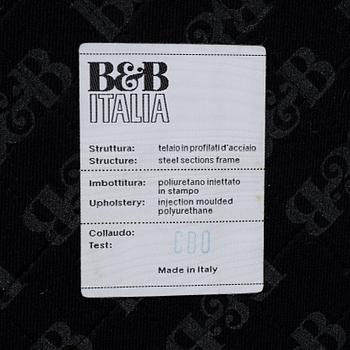 B&B
ITALIA
Struttura: telaio in profilati d'acciaio
Structure: steel sections frame
Imbottitura: poliuretano iniettato
in stampo
Upholstery: injection moulded
polyurethane
Collaudo:
Test: CBO
Made in Italy